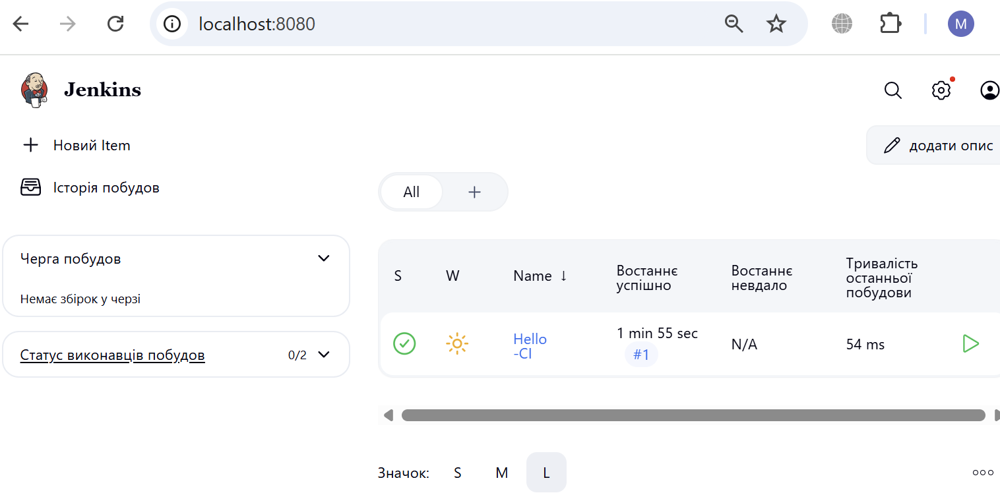 localhost:8080
M
Jenkins
Новий Item
додати опис
Історія побудов
All
Черга побудов
Немає збірок у черзі
Статус виконавців побудов 0/2
S W Name ↓ Востаннє успішно Востаннє невдало Тривалість останньої побудови
Hello
-CI
1 min 55 sec
#1
N/A
54 ms
Значок: S M L